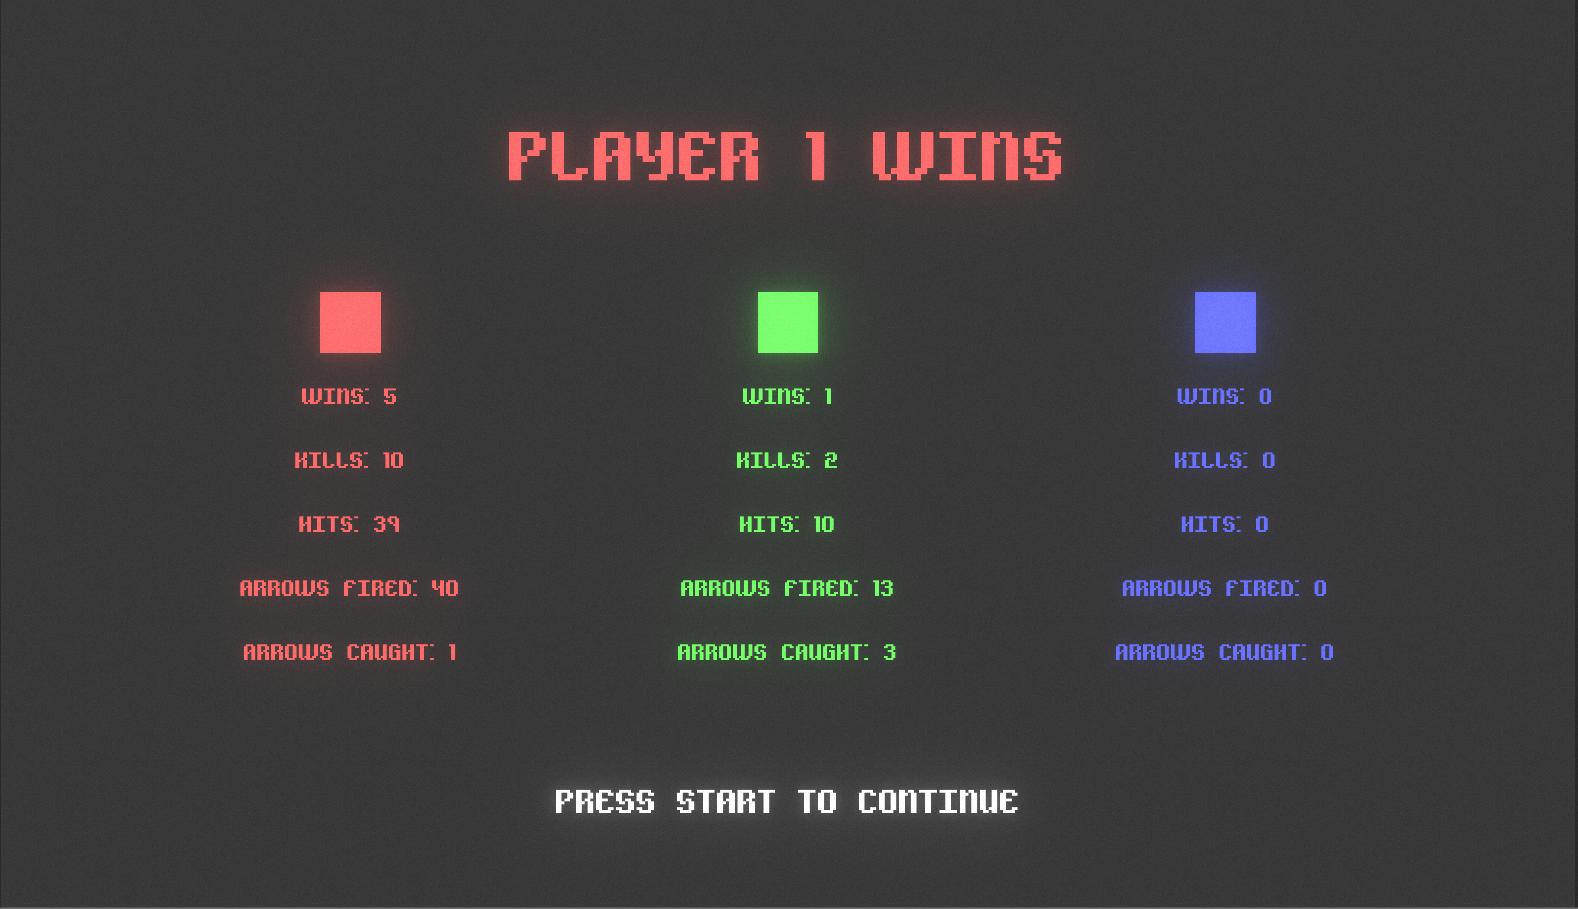 PLAYER 1 WINS
WINS: 5
KILLS: 10
HITS: 39
ARROWS FIRED: 40
ARROWS CAUGHT: 1
WINS: 1
KILLS: 2
HITS: 10
ARROWS FIRED: 13
ARROWS CAUGHT: 3
WINS: 0
KILLS: 0
HITS: 0
ARROWS FIRED: 0
ARROWS CAUGHT: 0
PRESS START TO CONTINUE